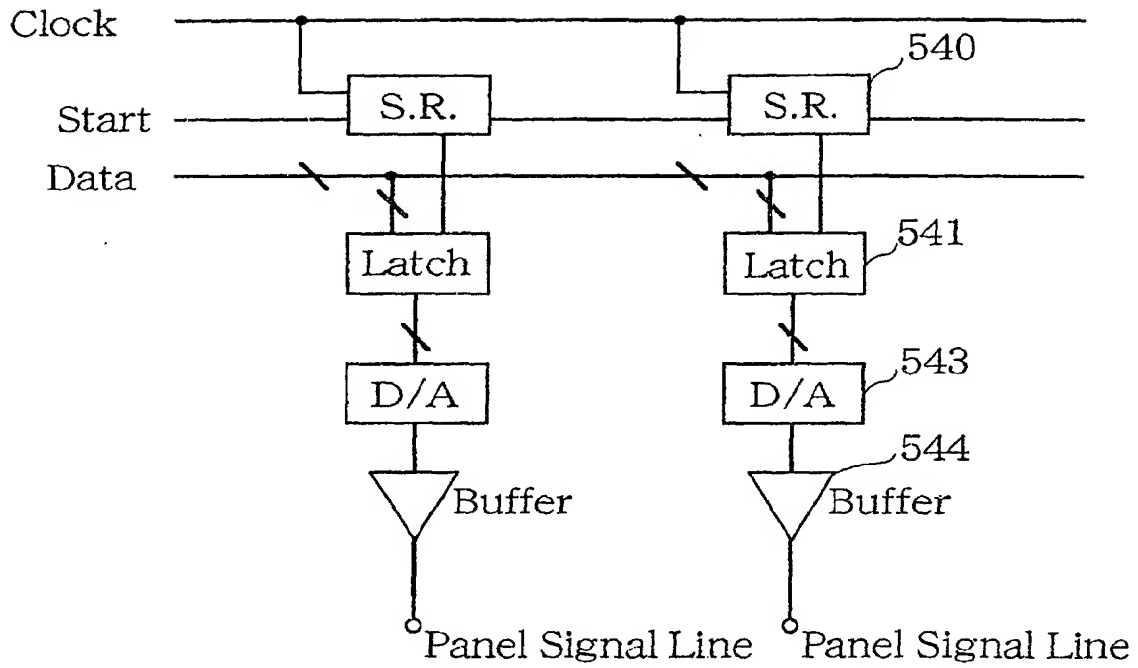 Clock
540
S.R. S.R.
Start
Data
541
Latch Latch
543
D/A D/A
544
Buffer Buffer
Panel Signal Line Panel Signal Line